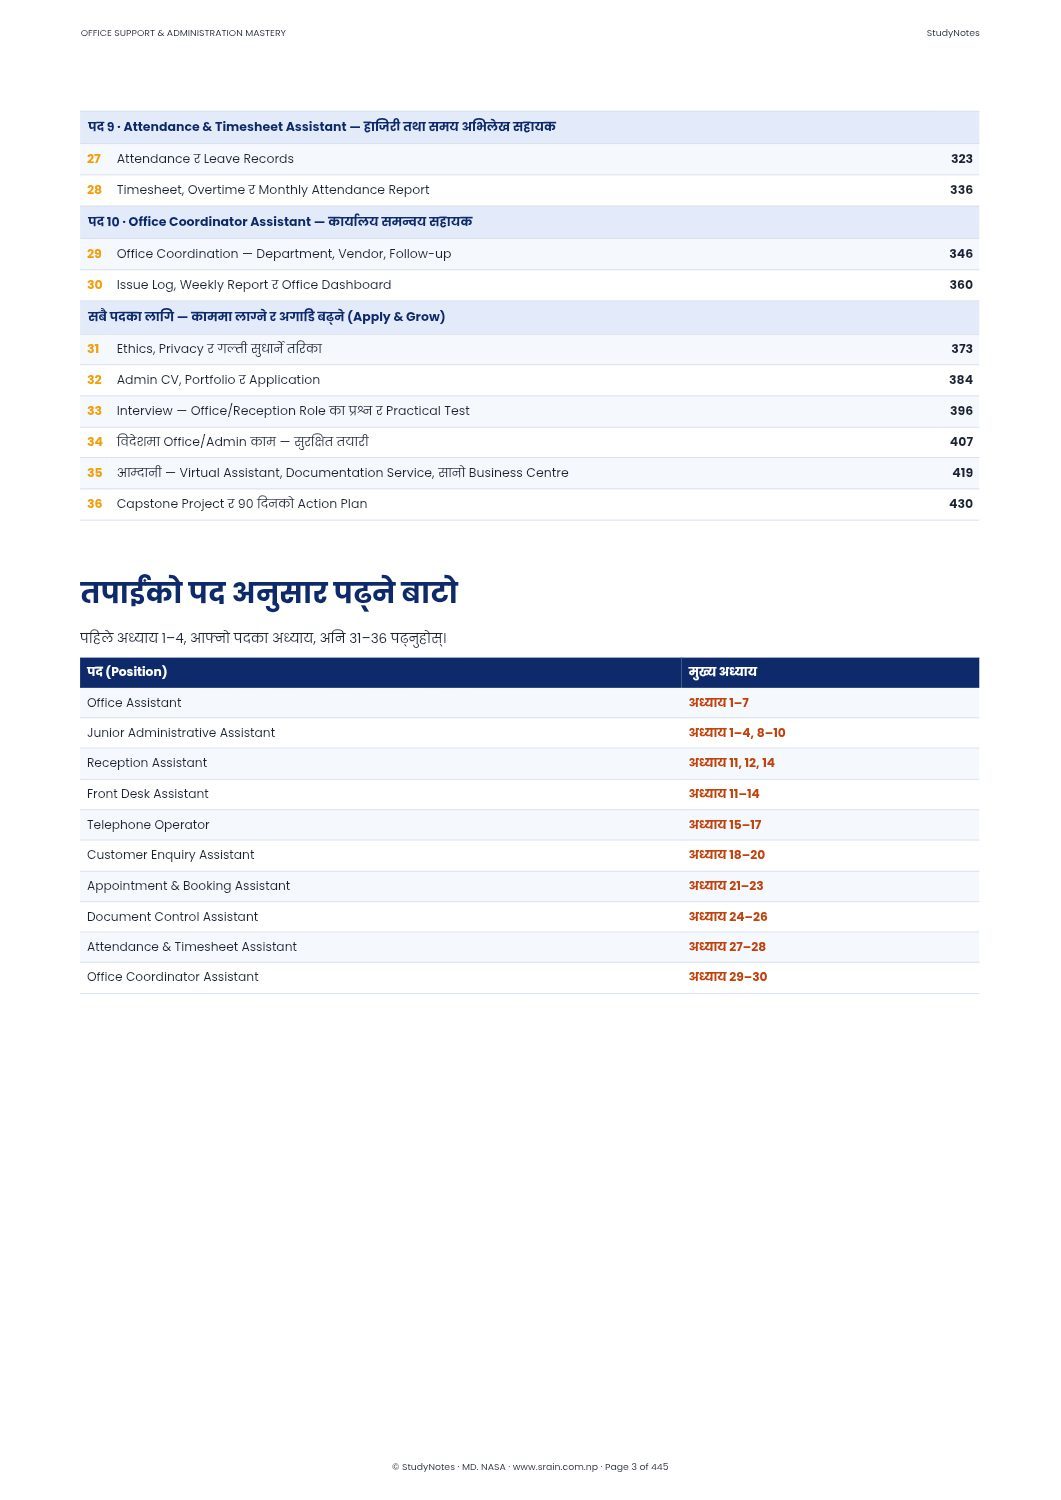 OFFICE SUPPORT & ADMINISTRATION MASTERY StudyNotes
पद 9 · Attendance & Timesheet Assistant — हाजिरी तथा समय अभिलेख सहायक
27 Attendance र Leave Records 323
28 Timesheet, Overtime र Monthly Attendance Report 336
पद 10 · Office Coordinator Assistant — कार्यालय समन्वय सहायक
29 Office Coordination — Department, Vendor, Follow-up 346
30 Issue Log, Weekly Report र Office Dashboard 360
सबै पदका लागि — काममा लाग्ने र अगाडि बढ्ने (Apply & Grow)
31 Ethics, Privacy र गल्ती सुधार्ने तरिका 373
32 Admin CV, Portfolio र Application 384
33 Interview — Office/Reception Role का प्रश्न र Practical Test 396
34 विदेशमा Office/Admin काम — सुरक्षित तयारी 407
35 आम्दानी — Virtual Assistant, Documentation Service, सानो Business Centre 419
36 Capstone Project र 90 दिनको Action Plan 430
तपाईंको पद अनुसार पढ्ने बाटो
पहिले अध्याय 1–4, आफ्नो पदका अध्याय, अनि 31–36 पढ्नुहोस्।
पद (Position) मुख्य अध्याय
Office Assistant अध्याय 1–7
Junior Administrative Assistant अध्याय 1–4, 8–10
Reception Assistant अध्याय 11, 12, 14
Front Desk Assistant अध्याय 11–14
Telephone Operator अध्याय 15–17
Customer Enquiry Assistant अध्याय 18–20
Appointment & Booking Assistant अध्याय 21–23
Document Control Assistant अध्याय 24–26
Attendance & Timesheet Assistant अध्याय 27–28
Office Coordinator Assistant अध्याय 29–30
© StudyNotes · MD. NASA · www.srain.com.np · Page 3 of 445